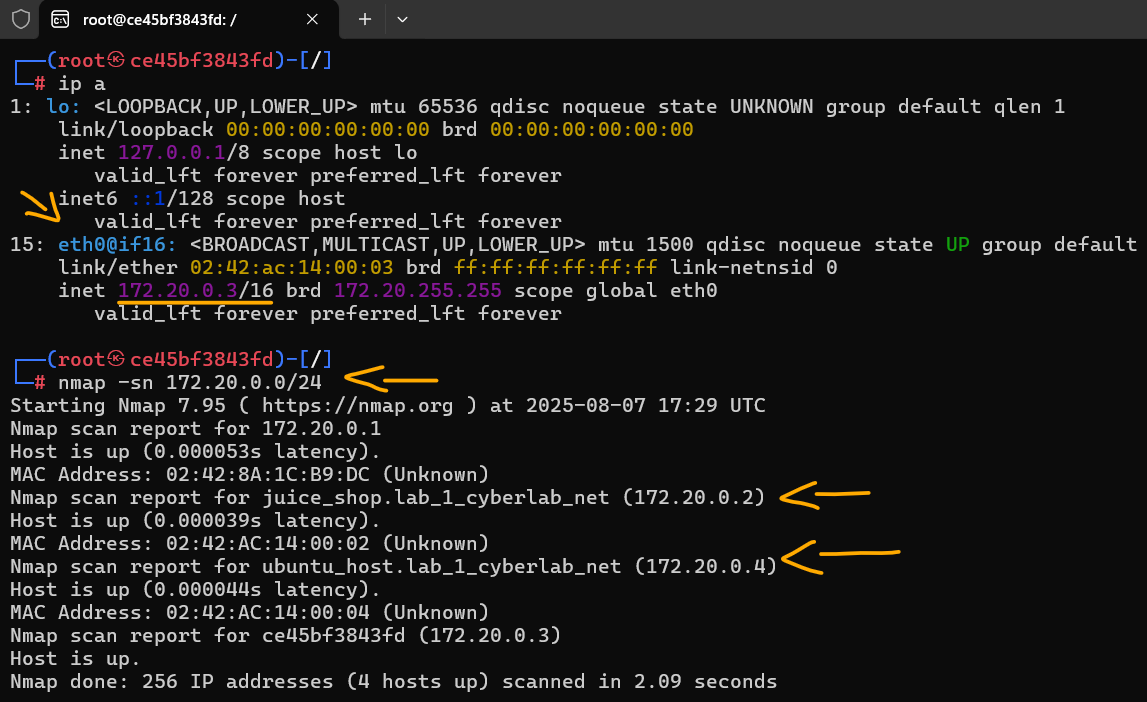 root@ce45bf3843fd: /
┌──(root㉿ce45bf3843fd)-[/]
└─# ip a
1: lo: <LOOPBACK,UP,LOWER_UP> mtu 65536 qdisc noqueue state UNKNOWN group default qlen 1
link/loopback 00:00:00:00:00:00 brd 00:00:00:00:00:00
inet 127.0.0.1/8 scope host lo
valid_lft forever preferred_lft forever
inet6 ::1/128 scope host
valid_lft forever preferred_lft forever
15: eth0@if16: <BROADCAST,MULTICAST,UP,LOWER_UP> mtu 1500 qdisc noqueue state UP group default
link/ether 02:42:ac:14:00:03 brd ff:ff:ff:ff:ff:ff link-netnsid 0
inet 172.20.0.3/16 brd 172.20.255.255 scope global eth0
valid_lft forever preferred_lft forever
┌──(root㉿ce45bf3843fd)-[/]
└─# nmap -sn 172.20.0.0/24
Starting Nmap 7.95 ( https://nmap.org ) at 2025-08-07 17:29 UTC
Nmap scan report for 172.20.0.1
Host is up (0.000053s latency).
MAC Address: 02:42:8A:1C:B9:DC (Unknown)
Nmap scan report for juice_shop.lab_1_cyberlab_net (172.20.0.2)
Host is up (0.000039s latency).
MAC Address: 02:42:AC:14:00:02 (Unknown)
Nmap scan report for ubuntu_host.lab_1_cyberlab_net (172.20.0.4)
Host is up (0.000044s latency).
MAC Address: 02:42:AC:14:00:04 (Unknown)
Nmap scan report for ce45bf3843fd (172.20.0.3)
Host is up.
Nmap done: 256 IP addresses (4 hosts up) scanned in 2.09 seconds